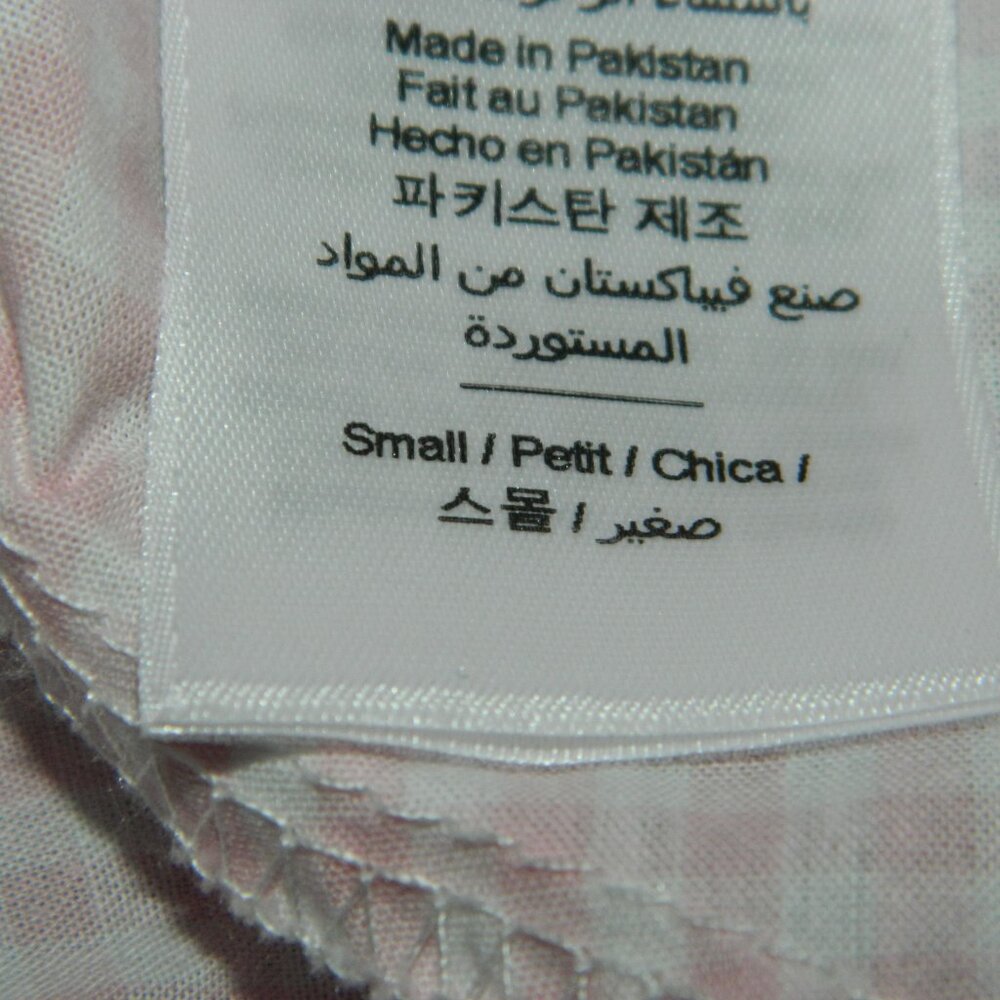 Made in Pakistan
Fait au Pakistan
Hecho en Pakistán
파키스탄 제조
صنع فيباكستان من المواد
المستوردة
Small / Petit / Chica /
스몰 / صغير